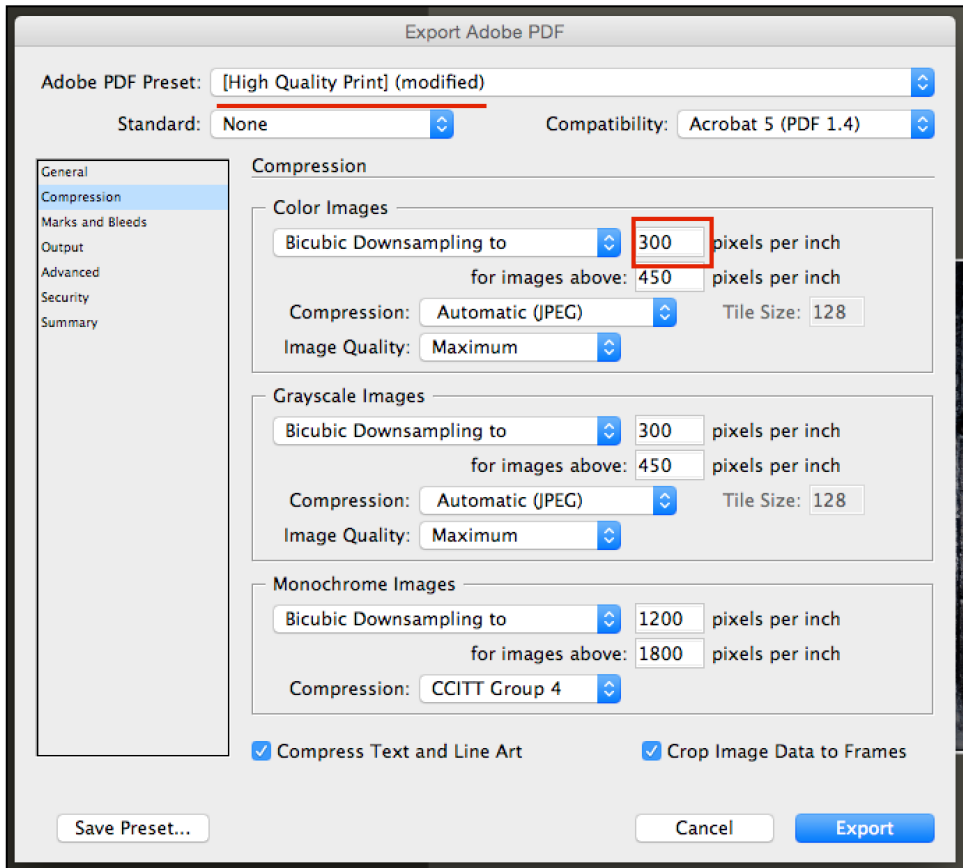 Export Adobe PDF
Adobe PDF Preset: [High Quality Print] (modified)
Standard: None Compatibility: Acrobat 5 (PDF 1.4)
General
Compression
Marks and Bleeds
Output
Advanced
Security
Summary
Compression
Color Images
Bicubic Downsampling to 300 pixels per inch
for images above: 450 pixels per inch
Compression: Automatic (JPEG) Tile Size: 128
Image Quality: Maximum
Grayscale Images
Bicubic Downsampling to 300 pixels per inch
for images above: 450 pixels per inch
Compression: Automatic (JPEG) Tile Size: 128
Image Quality: Maximum
Monochrome Images
Bicubic Downsampling to 1200 pixels per inch
for images above: 1800 pixels per inch
Compression: CCITT Group 4
Compress Text and Line Art Crop Image Data to Frames
Save Preset... Cancel Export